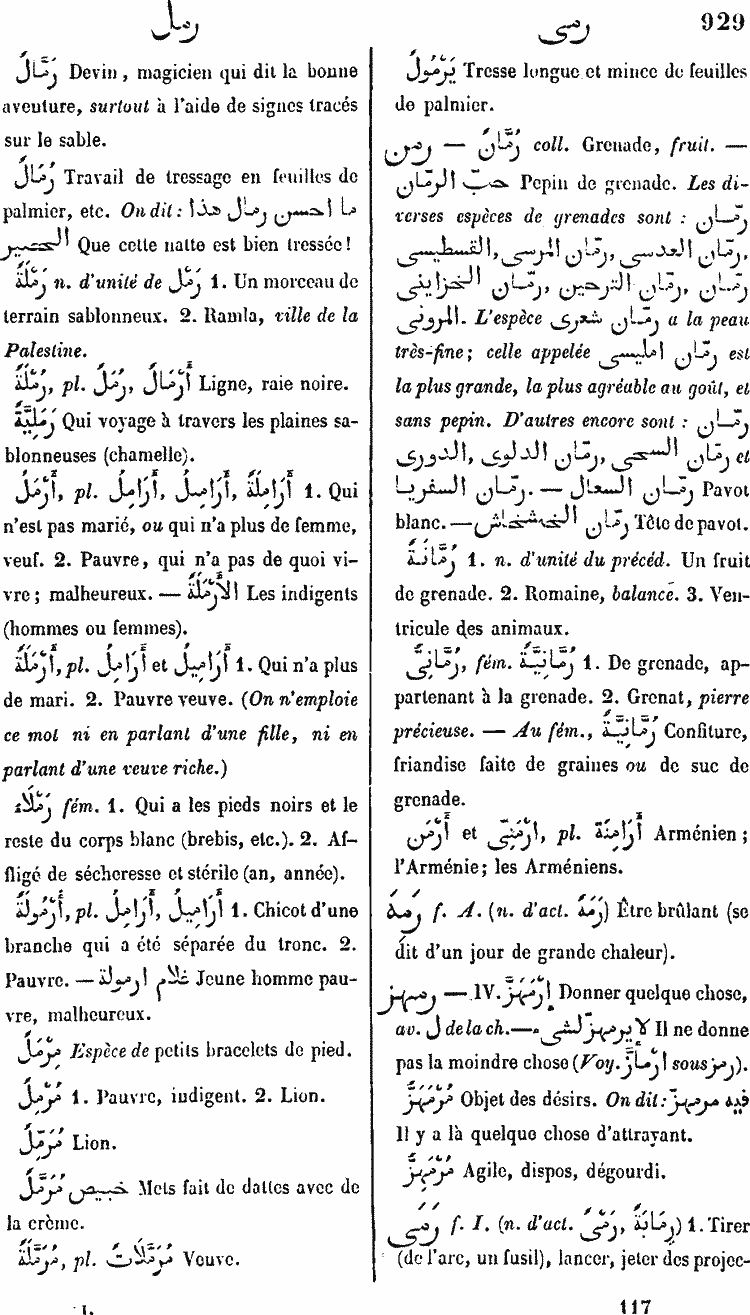 رمل
رمى
929
رَمَّالٌ Devin, magicien qui dit la bonne
aventure, surtout à l'aide de signes tracés
sur le sable.
رُمَالٌ Travail de tressage en feuilles de
palmier, etc. On dit: ما احسن رمال هذا
الحصير Que cette natte est bien tressée!
رَمْلَةٌ n. d'unité de رَمْل 1. Un morceau de
terrain sablonneux. 2. Ramla, ville de la
Palestine.
رُمْلَةٌ, pl. رُمَلٌ, أَرْمَالٌ Ligne, raie noire.
رَمْلِيَّةٌ Qui voyage à travers les plaines sa-
blonneuses (chamelle).
أَرْمَلُ, pl. أَرَامِلُ, أَرَامِيلُ, أَرَامِلَةٌ 1. Qui
n'est pas marié, ou qui n'a plus de femme,
veuf. 2. Pauvre, qui n'a pas de quoi vi-
vre; malheureux. — الأَرْمَلَةُ Les indigents
(hommes ou femmes).
أَرْمَلَةٌ, pl. أَرَامِلُ et أَرَامِيلُ 1. Qui n'a plus
de mari. 2. Pauvre veuve. (On n'emploie
ce mot ni en parlant d'une fille, ni en
parlant d'une veuve riche.)
رَمْلَاءُ fém. 1. Qui a les pieds noirs et le
reste du corps blanc (brebis, etc.). 2. Af-
fligé de sécheresse et stérile (an, année).
أُرْمُولَةٌ, pl. أَرَامِلُ, أَرَامِيلُ 1. Chicot d'une
branche qui a été séparée du tronc. 2.
Pauvre. — غلام ارمولة Jeune homme pau-
vre, malheureux.
مِرْمَلٌ Espèce de petits bracelets de pied.
مُرْمِلٌ 1. Pauvre, indigent. 2. Lion.
مُرَمِّلٌ Lion.
خبيص مُرَمَّلٌ Mets fait de dattes avec de
la crème.
مُرَمَّلَةٌ, pl. مُرَمَّلَاتٌ Veuve.
I.
يَرْمُولٌ Tresse longue et mince de feuilles
de palmier.
رمن — رُمَّانٌ coll. Grenade, fruit. —
حبّ الرمّان Pepin de grenade. Les di-
verses espèces de grenades sont: رمّان
القسطيسى, رمّان المرسى, رمّان العدسى,
رمّان الخزاينى, رمّان الترحين, رمّان
المرونى. L'espèce رمّان شعرى a la peau
très-fine; celle appelée رمّان امليسى est
la plus grande, la plus agréable au goût, et
sans pepin. D'autres encore sont: رمّان
الدورى, رمّان الدلوى, رمّان السحى et
رمّان السفريا. — رمّان السعال Pavot
blanc. — رمّان الخشخاش Tête de pavot.
رُمَّانَةٌ 1. n. d'unité du précéd. Un fruit
de grenade. 2. Romaine, balance. 3. Ven-
tricule des animaux.
رُمَّانِىٌّ, fém. رُمَّانِيَّةٌ 1. De grenade, ap-
partenant à la grenade. 2. Grenat, pierre
précieuse. — Au fém., رُمَّانِيَّةٌ Confiture,
friandise faite de graines ou de suc de
grenade.
أَرْمَن et أَرْمَنِىٌّ, pl. أَرَامِنَةٌ Arménien;
l'Arménie; les Arméniens.
رَمِهَ f. A. (n. d'act. رَمَهٌ) Être brûlant (se
dit d'un jour de grande chaleur).
رمهز — IV. إِرْمَهَزَّ Donner quelque chose,
av. ل de la ch. — لا يرمهزّ لشىء Il ne donne
pas la moindre chose (Voy. ارْمَأَزَّ sous رمز).
مُرْمَهَزٌّ Objet des désirs. On dit: فيه مرمهزّ
Il y a là quelque chose d'attrayant.
مُرْمَهِزٌّ Agile, dispos, dégourdi.
رَمَى f. I. (n. d'act. رَمْىٌ, رِمَايَةٌ) 1. Tirer
(de l'arc, un fusil), lancer, jeter des projec-
117